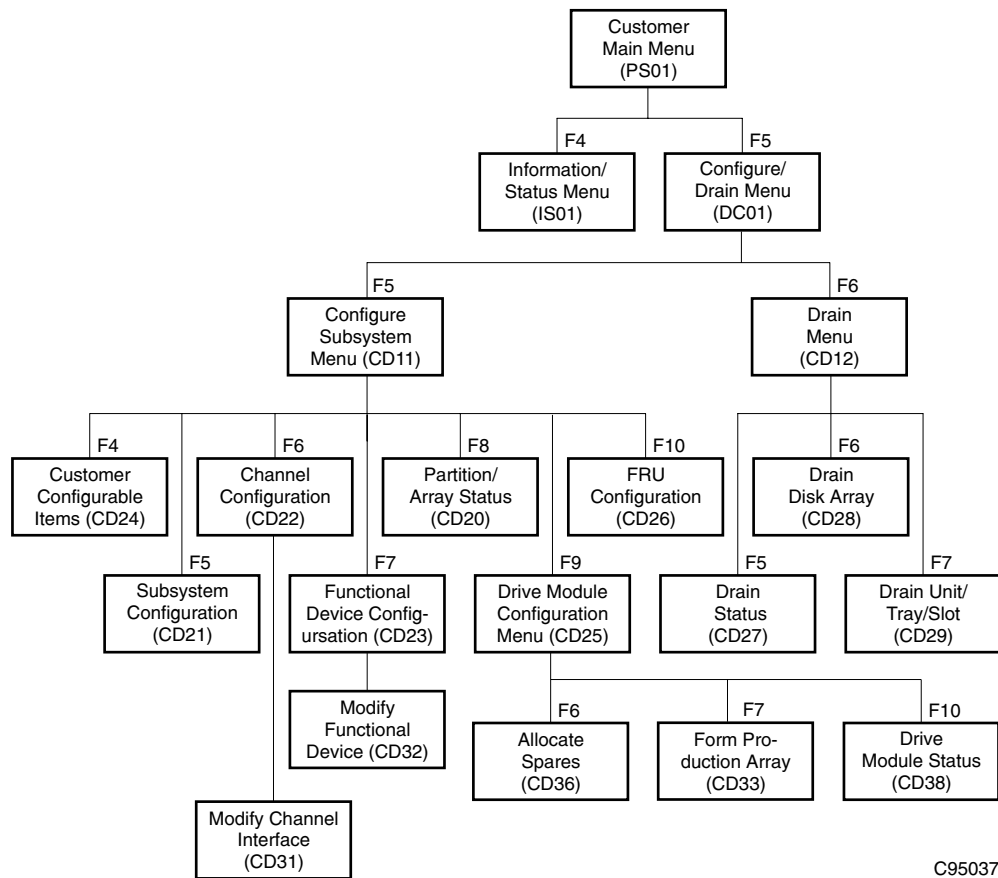 Customer
Main Menu
(PS01)
F4
Information/
Status Menu
(IS01)
F5
Configure/
Drain Menu
(DC01)
F5
Configure
Subsystem
Menu (CD11)
F6
Drain
Menu
(CD12)
F4
Customer
Configurable
Items (CD24)
F6
Channel
Configuration
(CD22)
F8
Partition/
Array Status
(CD20)
F10
FRU
Configuration
(CD26)
F6
Drain
Disk Array
(CD28)
F5
Subsystem
Configuration
(CD21)
F7
Functional
Device Config-
ursation (CD23)
F9
Drive Module
Configuration
Menu (CD25)
F5
Drain
Status
(CD27)
F7
Drain Unit/
Tray/Slot
(CD29)
Modify
Functional
Device (CD32)
F6
Allocate
Spares
(CD36)
F7
Form Pro-
duction Array
(CD33)
F10
Drive
Module Status
(CD38)
Modify Channel
Interface
(CD31)
C95037